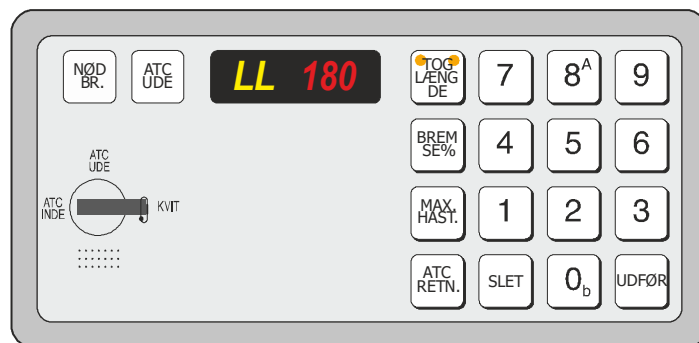 NØD
BR.
ATC
UDE
LL 180
TOG
LÆNG
DE
7
8A
9
BREM
SE%
4
5
6
ATC
UDE
ATC
INDE
KVIT
MAX.
HAST.
1
2
3
ATC
RETN.
SLET
0b
UDFØR